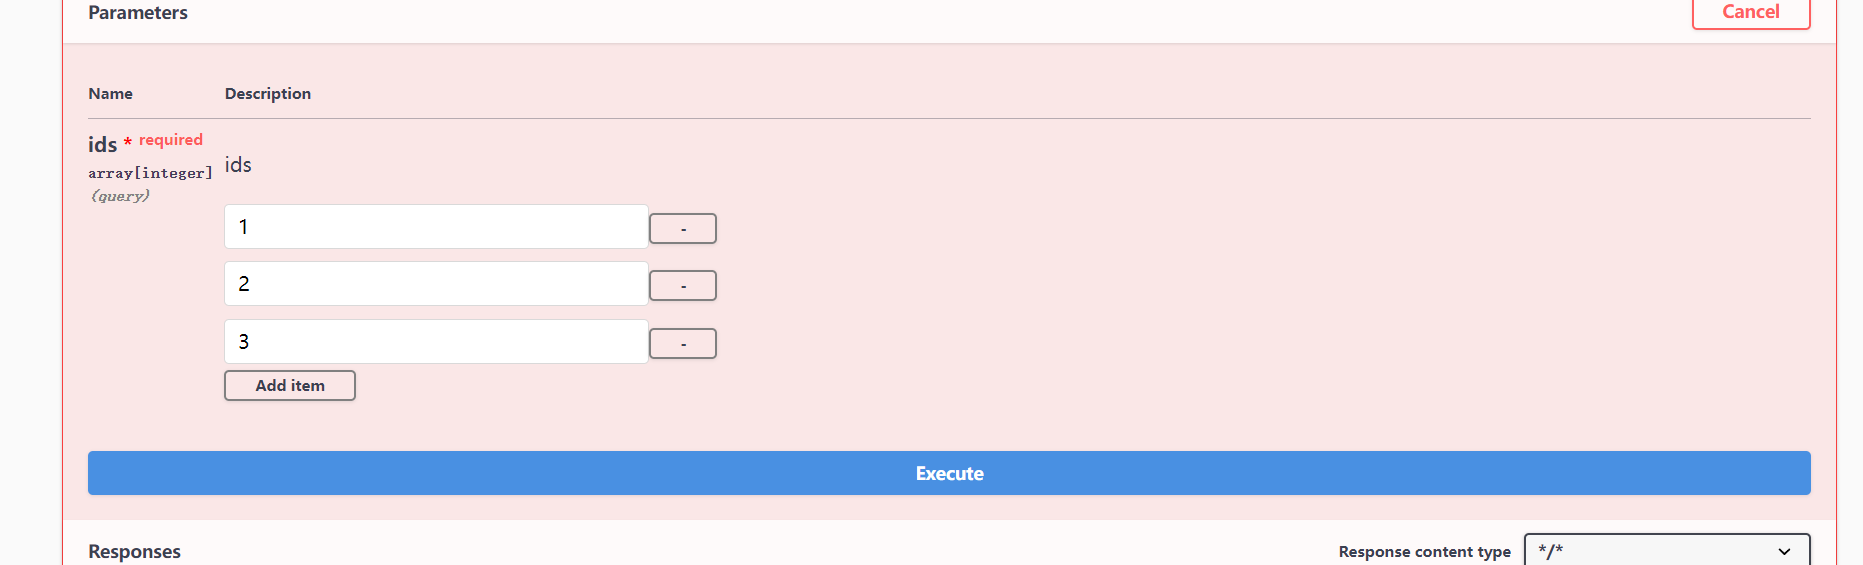 Parameters
Cancel
Name Description
ids * required
array[integer]
(query)
ids
1 -
2 -
3 -
Add item
Execute
Responses
Response content type */*